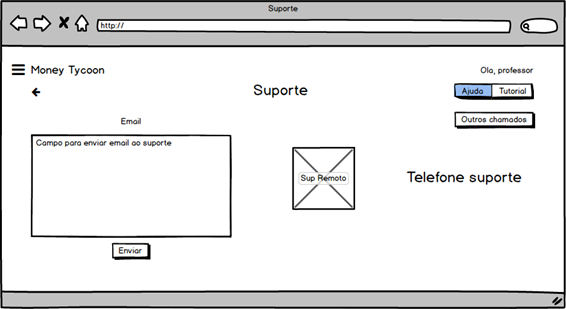 Suporte
http://
Money Tycoon
Ola, professor
Suporte
Ajuda
Tutorial
Outros chamados
Email
Campo para enviar email ao suporte
Sup Remoto
Telefone suporte
Enviar